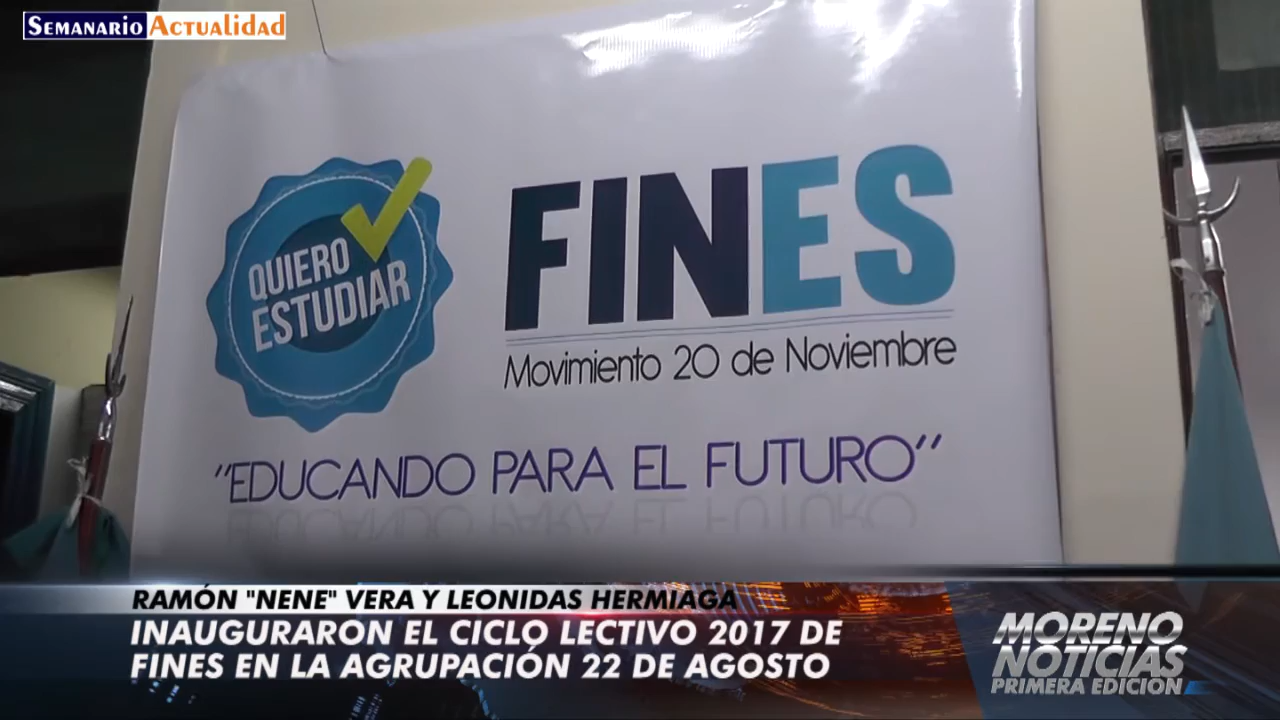 SEMANARIO ACTUALIDAD
QUIERO
ESTUDIAR
FINES
Movimiento 20 de Noviembre
"EDUCANDO PARA EL FUTURO"
RAMÓN "NENE" VERA Y LEONIDAS HERMIAGA
INAUGURARON EL CICLO LECTIVO 2017 DE
FINES EN LA AGRUPACIÓN 22 DE AGOSTO
MORENO
NOTICIAS
PRIMERA EDICION